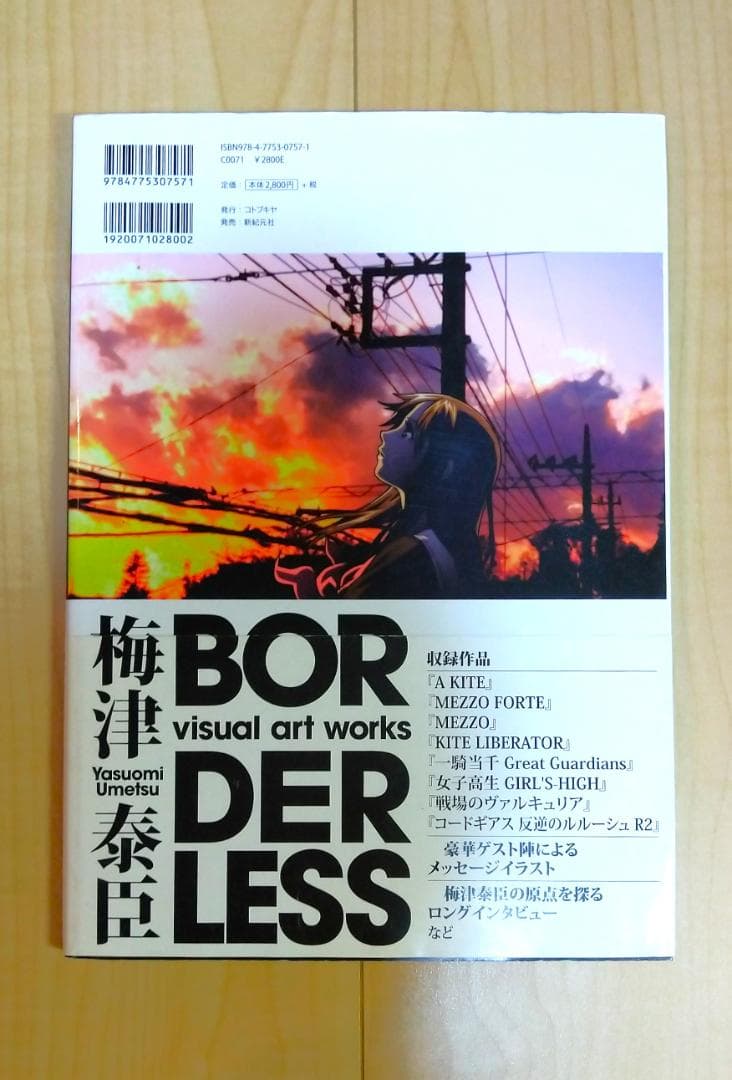 ISBN978-4-7753-0757-1
C0071 ¥2800E
9784775307571
定価：本体2,800円＋税
発行：コトブキヤ
発売：新紀元社
1920071028002
梅津泰臣
Yasuomi
Umetsu
BOR
visual art works
DER
LESS
収録作品
『A KITE』
『MEZZO FORTE』
『MEZZO』
『KITE LIBERATOR』
『一騎当千 Great Guardians』
『女子高生 GIRL'S-HIGH』
『戦場のヴァルキュリア』
『コードギアス 反逆のルルーシュ R2』
豪華ゲスト陣による
メッセージイラスト
梅津泰臣の原点を探る
ロングインタビュー
など